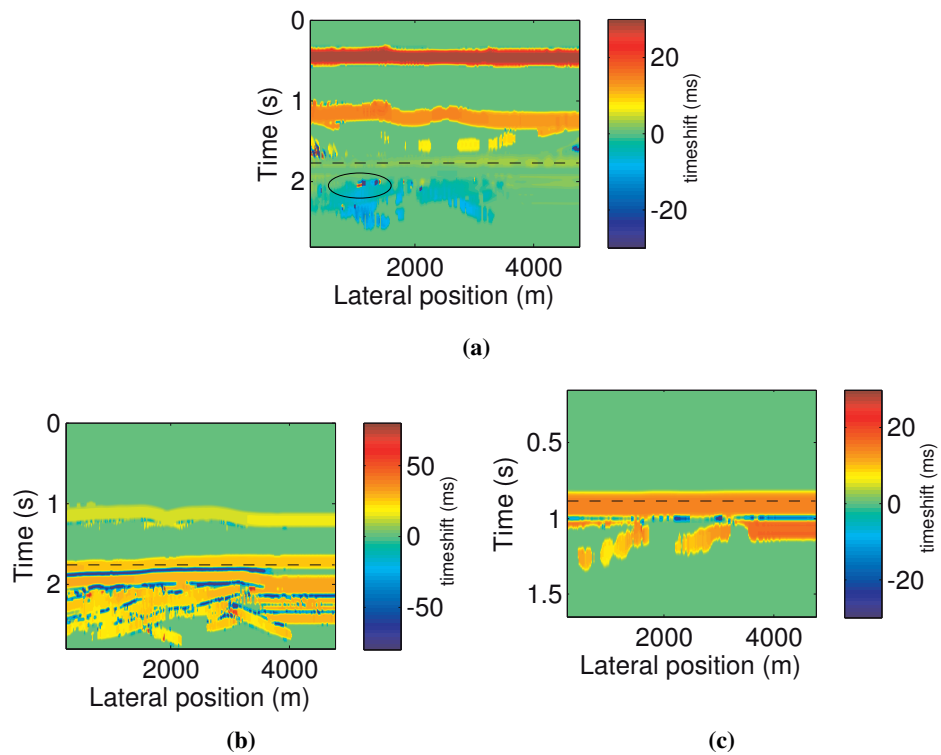 0
1
2
Time (s)
2000 4000
Lateral position (m)
20
0
-20
timeshift (ms)
(a)
0
1
2
Time (s)
2000 4000
Lateral position (m)
50
0
-50
timeshift (ms)
(b)
0.5
1
1.5
Time (s)
2000 4000
Lateral position (m)
20
0
-20
timeshift (ms)
(c)